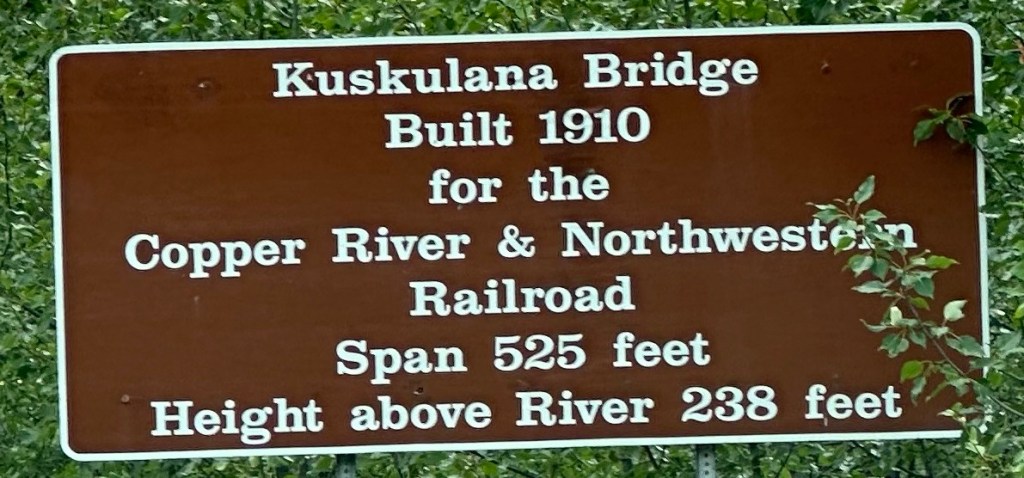 Kuskulana Bridge
Built 1910
for the
Copper River & Northwestern
Railroad
Span 525 feet
Height above River 238 feet